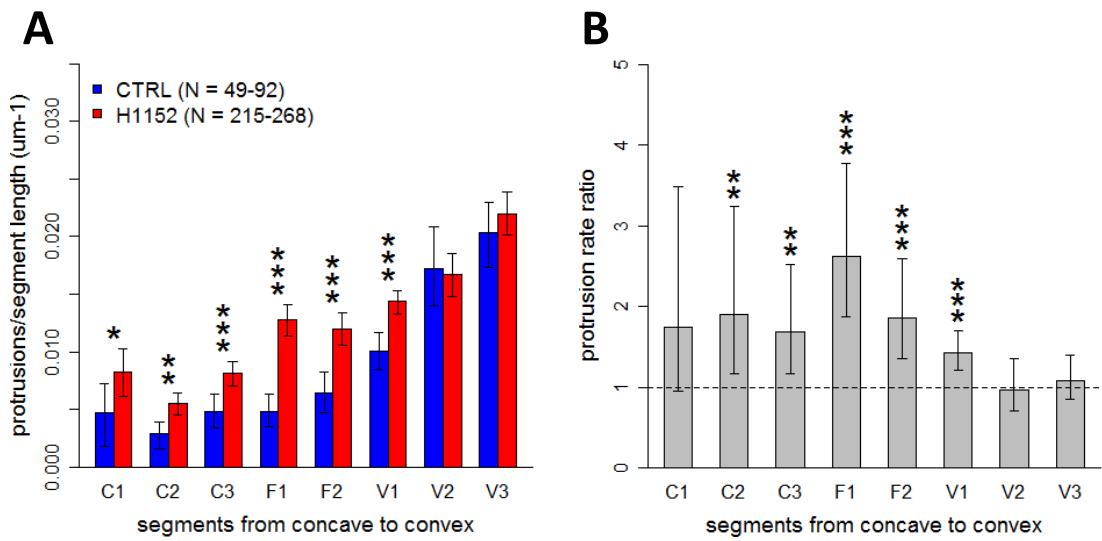 A
CTRL (N = 49-92)
H1152 (N = 215-268)
protrusions/segment length (um-1)
0.030
0.020
0.010
0.000
*
**
***
***
***
***
C1 C2 C3 F1 F2 V1 V2 V3
segments from concave to convex
B
protrusion rate ratio
5
4
3
2
1
0
**
**
***
***
***
C1 C2 C3 F1 F2 V1 V2 V3
segments from concave to convex